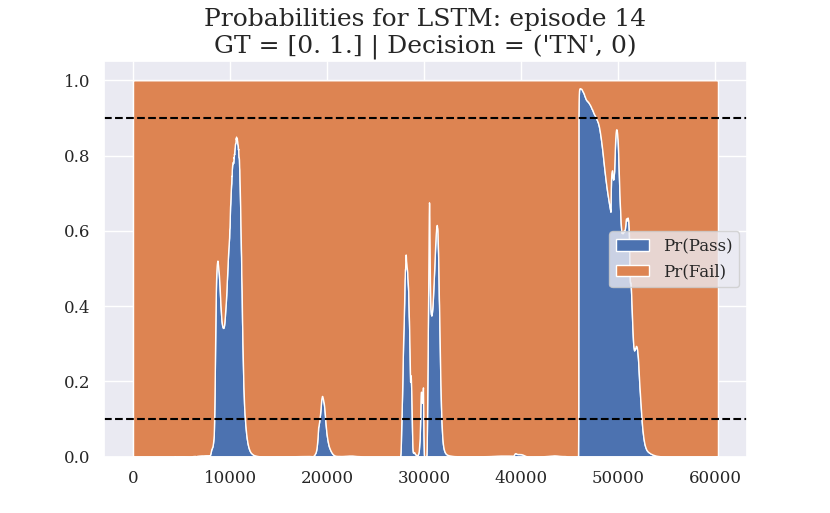 Probabilities for LSTM: episode 14
GT = [0. 1.] | Decision = ('TN', 0)
1.0
0.8
0.6
0.4
0.2
0.0
Pr(Pass)
Pr(Fail)
0 10000 20000 30000 40000 50000 60000